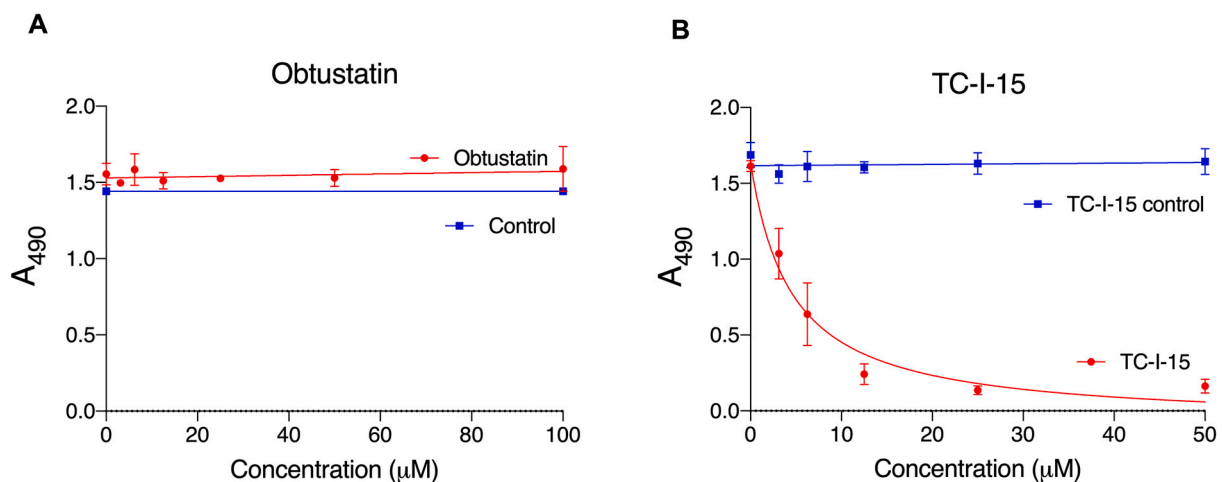 A
Obtustatin
2.0
1.5
1.0
0.5
0.0
A490
Obtustatin
Control
0
20
40
60
80
100
Concentration (μM)
B
TC-I-15
2.0
1.5
1.0
0.5
0.0
A490
TC-I-15 control
TC-I-15
0
10
20
30
40
50
Concentration (μM)